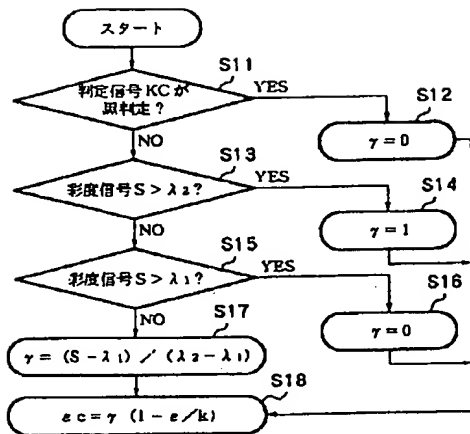 スタート
S11
判定信号KCが
黒判定？
YES
S12
γ=0
NO
S13
彩度信号S>λ₂？
YES
S14
γ=1
NO
S15
彩度信号S>λ₁？
YES
S16
γ=0
NO
S17
γ=(S-λ₁)/(λ₂-λ₁)
S18
εc=γ(1-e/k)